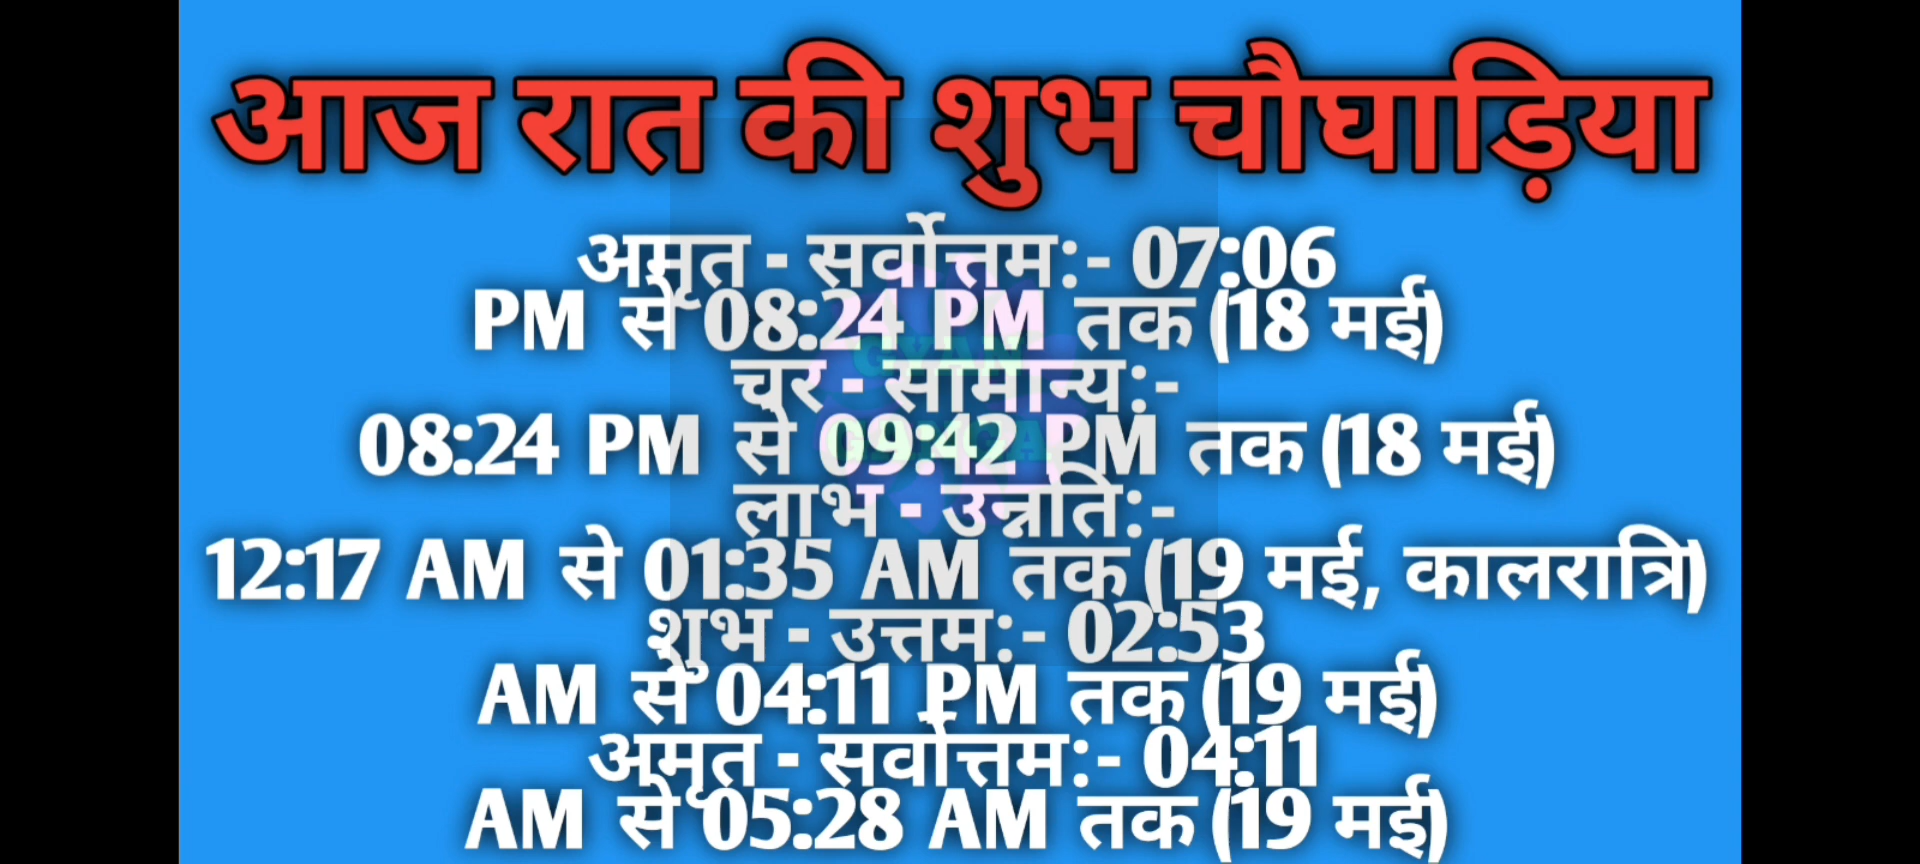 आज रात की शुभ चौघाड़िया
अमृत - सर्वोत्तम:- 07:06
PM से 08:24 PM तक (18 मई)
चर - सामान्य:-
08:24 PM से 09:42 PM तक (18 मई)
लाभ - उन्नति:-
12:17 AM से 01:35 AM तक (19 मई, कालरात्रि)
शुभ - उत्तम:- 02:53
AM से 04:11 PM तक (19 मई)
अमृत - सर्वोत्तम:- 04:11
AM से 05:28 AM तक (19 मई)
GYAN
GANGA